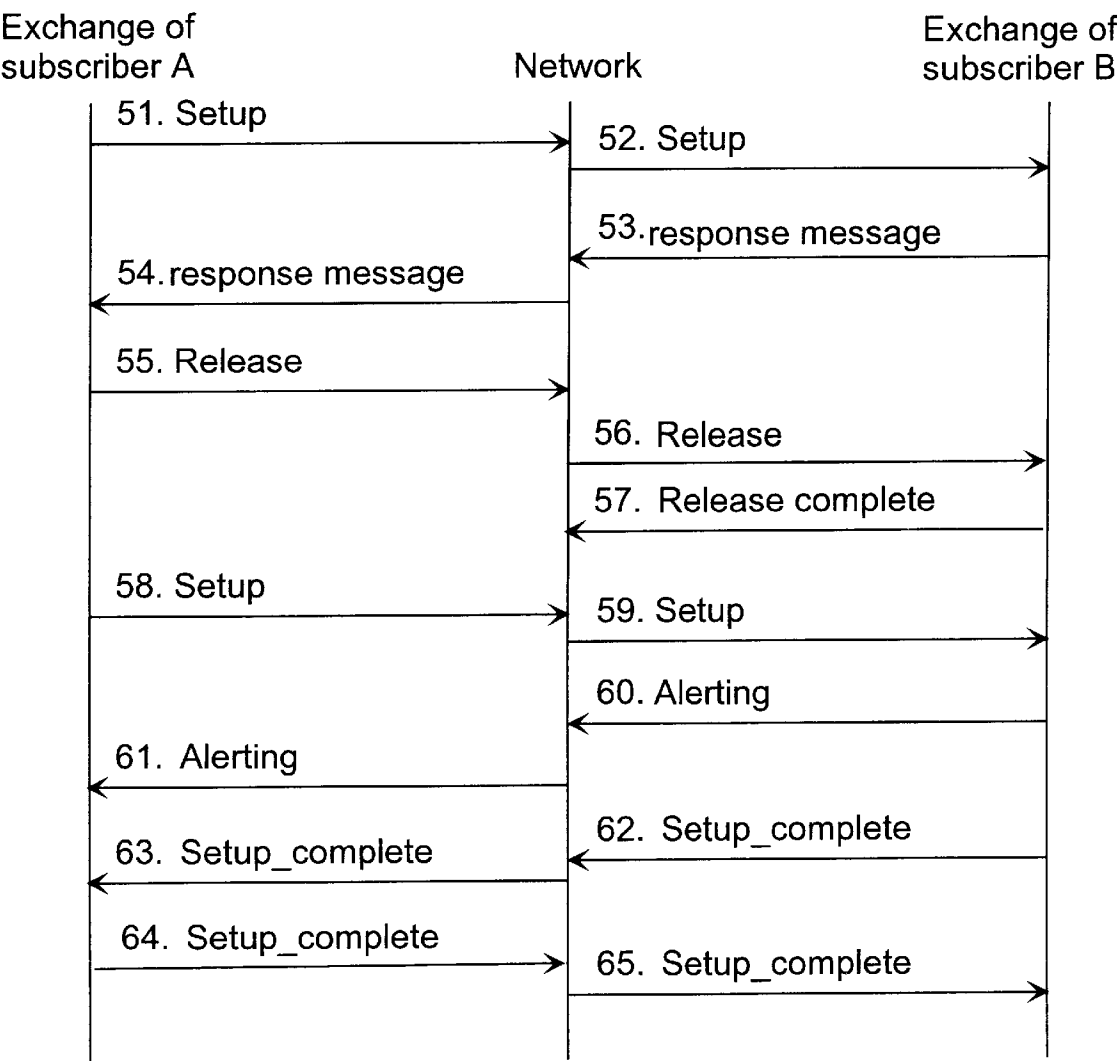 Exchange of
subscriber A
Network
Exchange of
subscriber B
51. Setup
52. Setup
53. response message
54. response message
55. Release
56. Release
57. Release complete
58. Setup
59. Setup
60. Alerting
61. Alerting
62. Setup_complete
63. Setup_complete
64. Setup_complete
65. Setup_complete